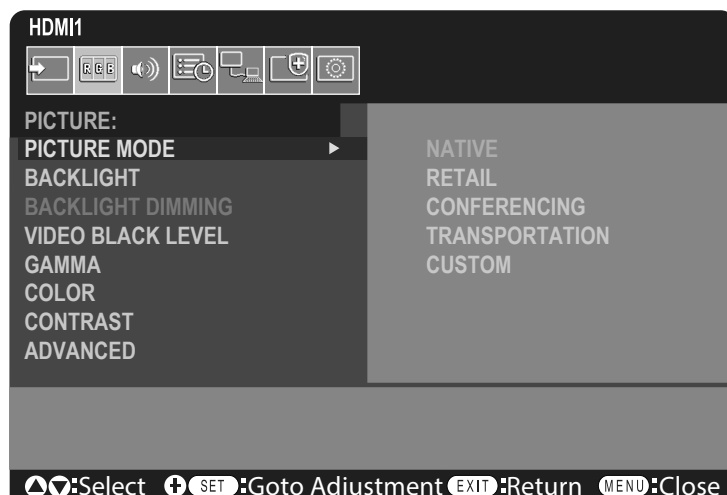 HDMI1
RGB
PICTURE:
PICTURE MODE
BACKLIGHT
BACKLIGHT DIMMING
VIDEO BLACK LEVEL
GAMMA
COLOR
CONTRAST
ADVANCED
NATIVE
RETAIL
CONFERENCING
TRANSPORTATION
CUSTOM
:Select SET:Goto Adjustment EXIT:Return MENU:Close